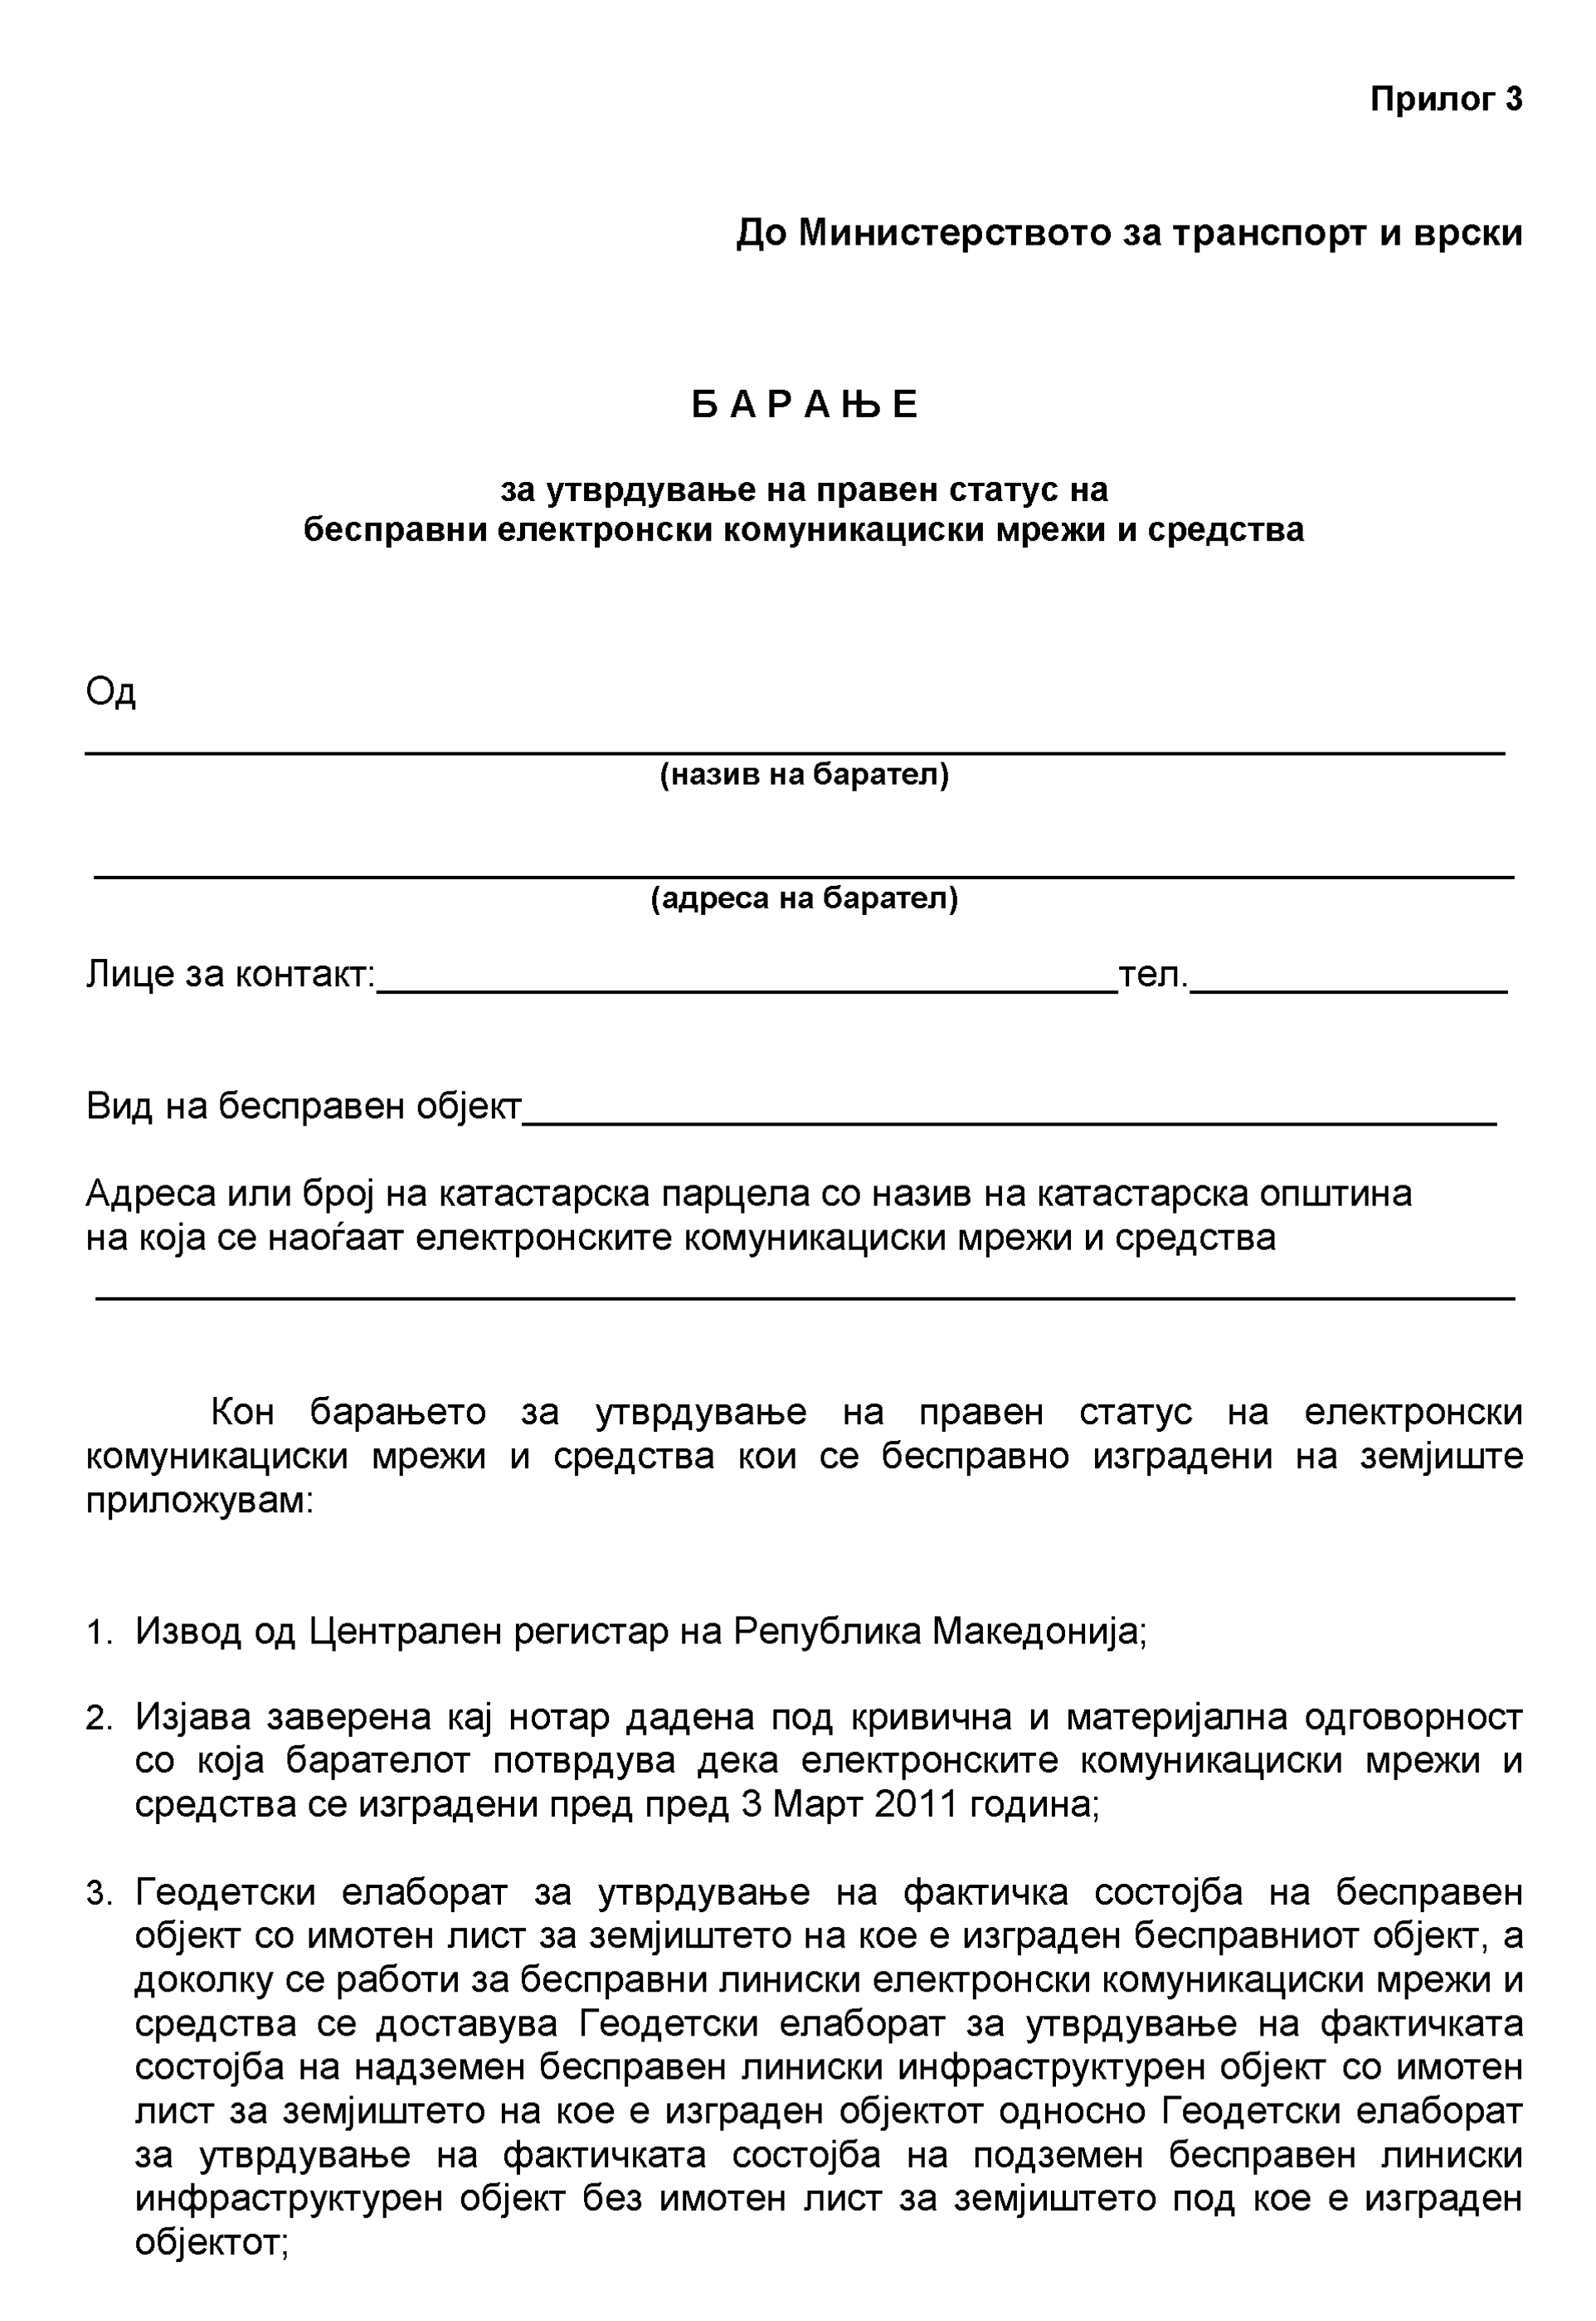 Прилог 3
До Министерството за транспорт и врски
Б А Р А Њ Е
за утврдување на правен статус на
бесправни електронски комуникациски мрежи и средства
Од
(назив на барател)
(адреса на барател)
Лице за контакт:___________________________________тел._______________
Вид на бесправен објект______________________________________________
Адреса или број на катастарска парцела со назив на катастарска општина
на која се наоѓаат електронските комуникациски мрежи и средства
Кон барањето за утврдување на правен статус на електронски
комуникациски мрежи и средства кои се бесправно изградени на земјиште
приложувам:
1. Извод од Централен регистар на Република Македонија;
2. Изјава заверена кај нотар дадена под кривична и материјална одговорност
со која барателот потврдува дека електронските комуникациски мрежи и
средства се изградени пред пред 3 Март 2011 година;
3. Геодетски елаборат за утврдување на фактичка состојба на бесправен
објект со имотен лист за земјиштето на кое е изграден бесправниот објект, а
доколку се работи за бесправни линиски електронски комуникациски мрежи и
средства се доставува Геодетски елаборат за утврдување на фактичката
состојба на надземен бесправен линиски инфраструктурен објект со имотен
лист за земјиштето на кое е изграден објектот односно Геодетски елаборат
за утврдување на фактичката состојба на подземен бесправен линиски
инфраструктурен објект без имотен лист за земјиштето под кое е изграден
објектот;